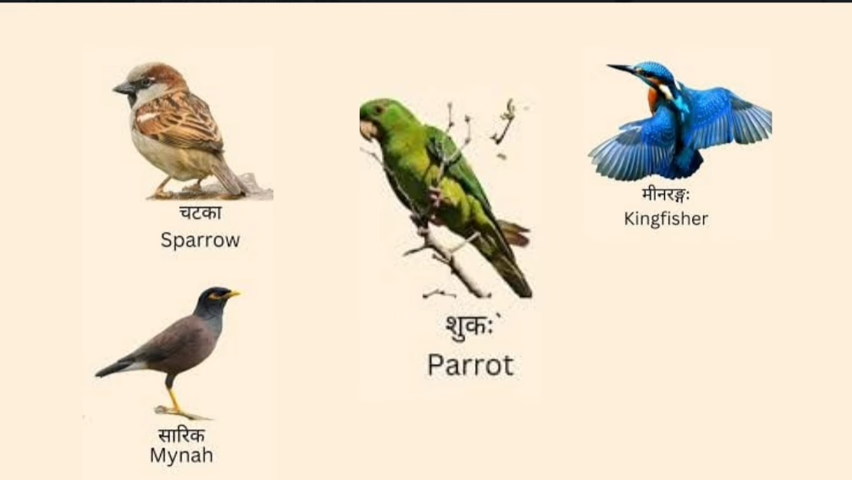 चटका
Sparrow
शुकः`
Parrot
मीनरङ्गः
Kingfisher
सारिक
Mynah